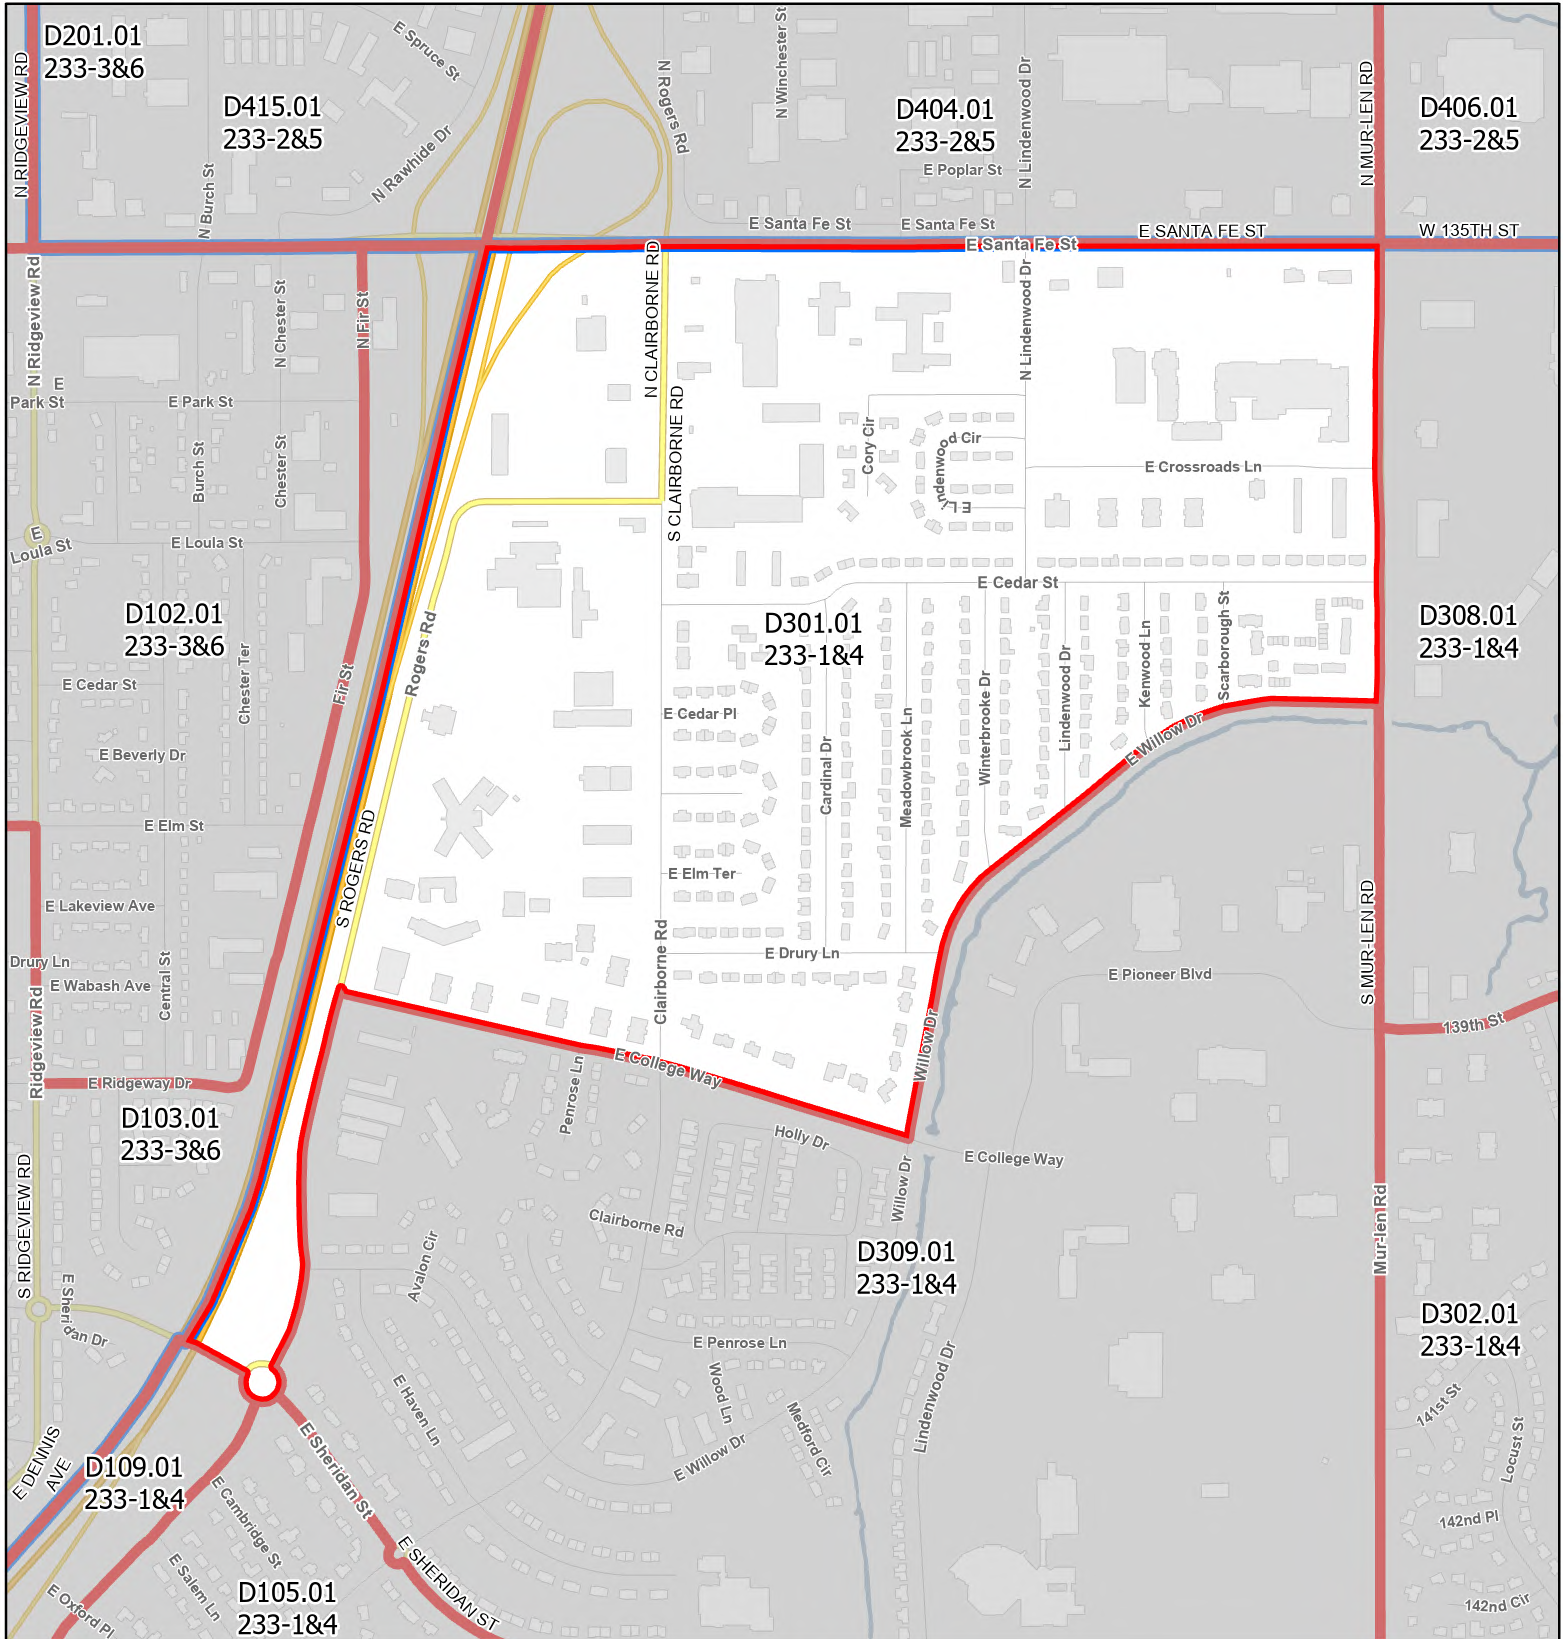 D201.01
233-3&6
D415.01
233-2&5
D404.01
233-2&5
D406.01
233-2&5
N RIDGEVIEW RD
E Spruce St
N Rawhide Dr
N Burch St
N Rogers Rd
N Winchester St
N Lindenwood Dr
E Poplar St
E Santa Fe St
E Santa Fe St
E Santa Fe St
E SANTA FE ST
N MUR-LEN RD
W 135TH ST
N Ridgeview Rd
N Chester St
N Fir St
E
Park St
E Park St
Burch St
Chester St
E
Loula St
E Loula St
N CLAIRBORNE RD
S CLAIRBORNE RD
N Lindenwood Dr
Cory Cir
E Lindenwood Cir
E Crossroads Ln
E Cedar St
D102.01
233-3&6
E Cedar St
Chester Ter
E Beverly Dr
Fir St
Rogers Rd
D301.01
233-1&4
D308.01
233-1&4
E Cedar Pl
Cardinal Dr
Meadowbrook Ln
Winterbrooke Dr
Lindenwood Dr
Kenwood Ln
Scarborough St
E Willow Dr
E Elm St
S ROGERS RD
E Elm Ter
E Lakeview Ave
Drury Ln
E Wabash Ave
Central St
Ridgeview Rd
Clairborne Rd
E Drury Ln
E Pioneer Blvd
S MUR-LEN RD
139th St
Willow Dr
E College Way
E Ridgeway Dr
D103.01
233-3&6
Penrose Ln
Holly Dr
E College Way
Willow Dr
S RIDGEVIEW RD
Clairborne Rd
Avalon Cir
D309.01
233-1&4
Mur-len Rd
E Sheridan Dr
E Penrose Ln
D302.01
233-1&4
E Haven Ln
Wood Ln
Medford Cir
Lindenwood Dr
E Willow Dr
141st St
Locust St
E DENNIS
AVE
D109.01
233-1&4
E Sheridan St
E Cambridge St
142nd Pl
E SHERIDAN ST
E Salem Ln
E Oxford Pl
D105.01
233-1&4
142nd Cir